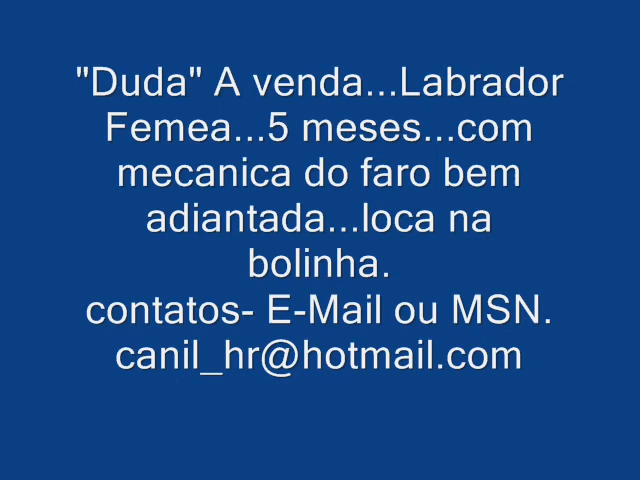 "Duda" A venda...Labrador
Femea...5 meses...com
mecanica do faro bem
adiantada...loca na
bolinha.
contatos- E-Mail ou MSN.
canil_hr@hotmail.com